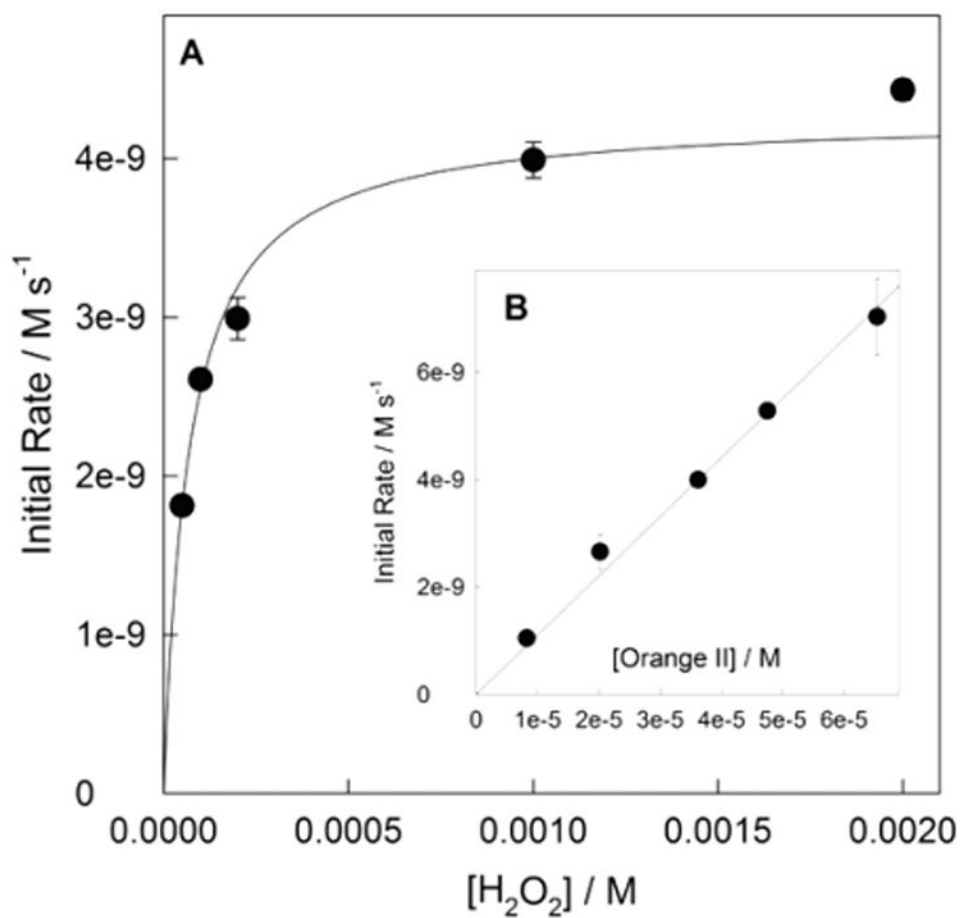 A
Initial Rate / M s⁻¹
4e-9
3e-9
2e-9
1e-9
0
0.0000 0.0005 0.0010 0.0015 0.0020
[H₂O₂] / M
B
Initial Rate / M s⁻¹
6e-9
4e-9
2e-9
0
[Orange II] / M
0 1e-5 2e-5 3e-5 4e-5 5e-5 6e-5